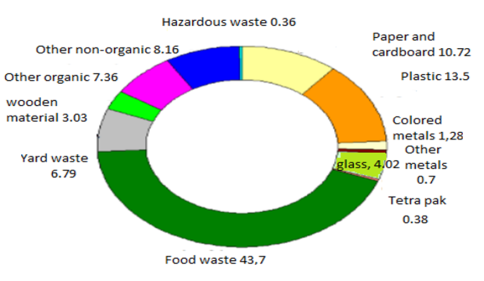 Hazardous waste 0.36
Paper and
cardboard 10.72
Other non-organic 8.16
Plastic 13.5
Other organic 7.36
wooden
material 3.03
Colored
metals 1,28
Other
metals
0.7
glass, 4.02
Yard waste
6.79
Tetra pak
0.38
Food waste 43,7